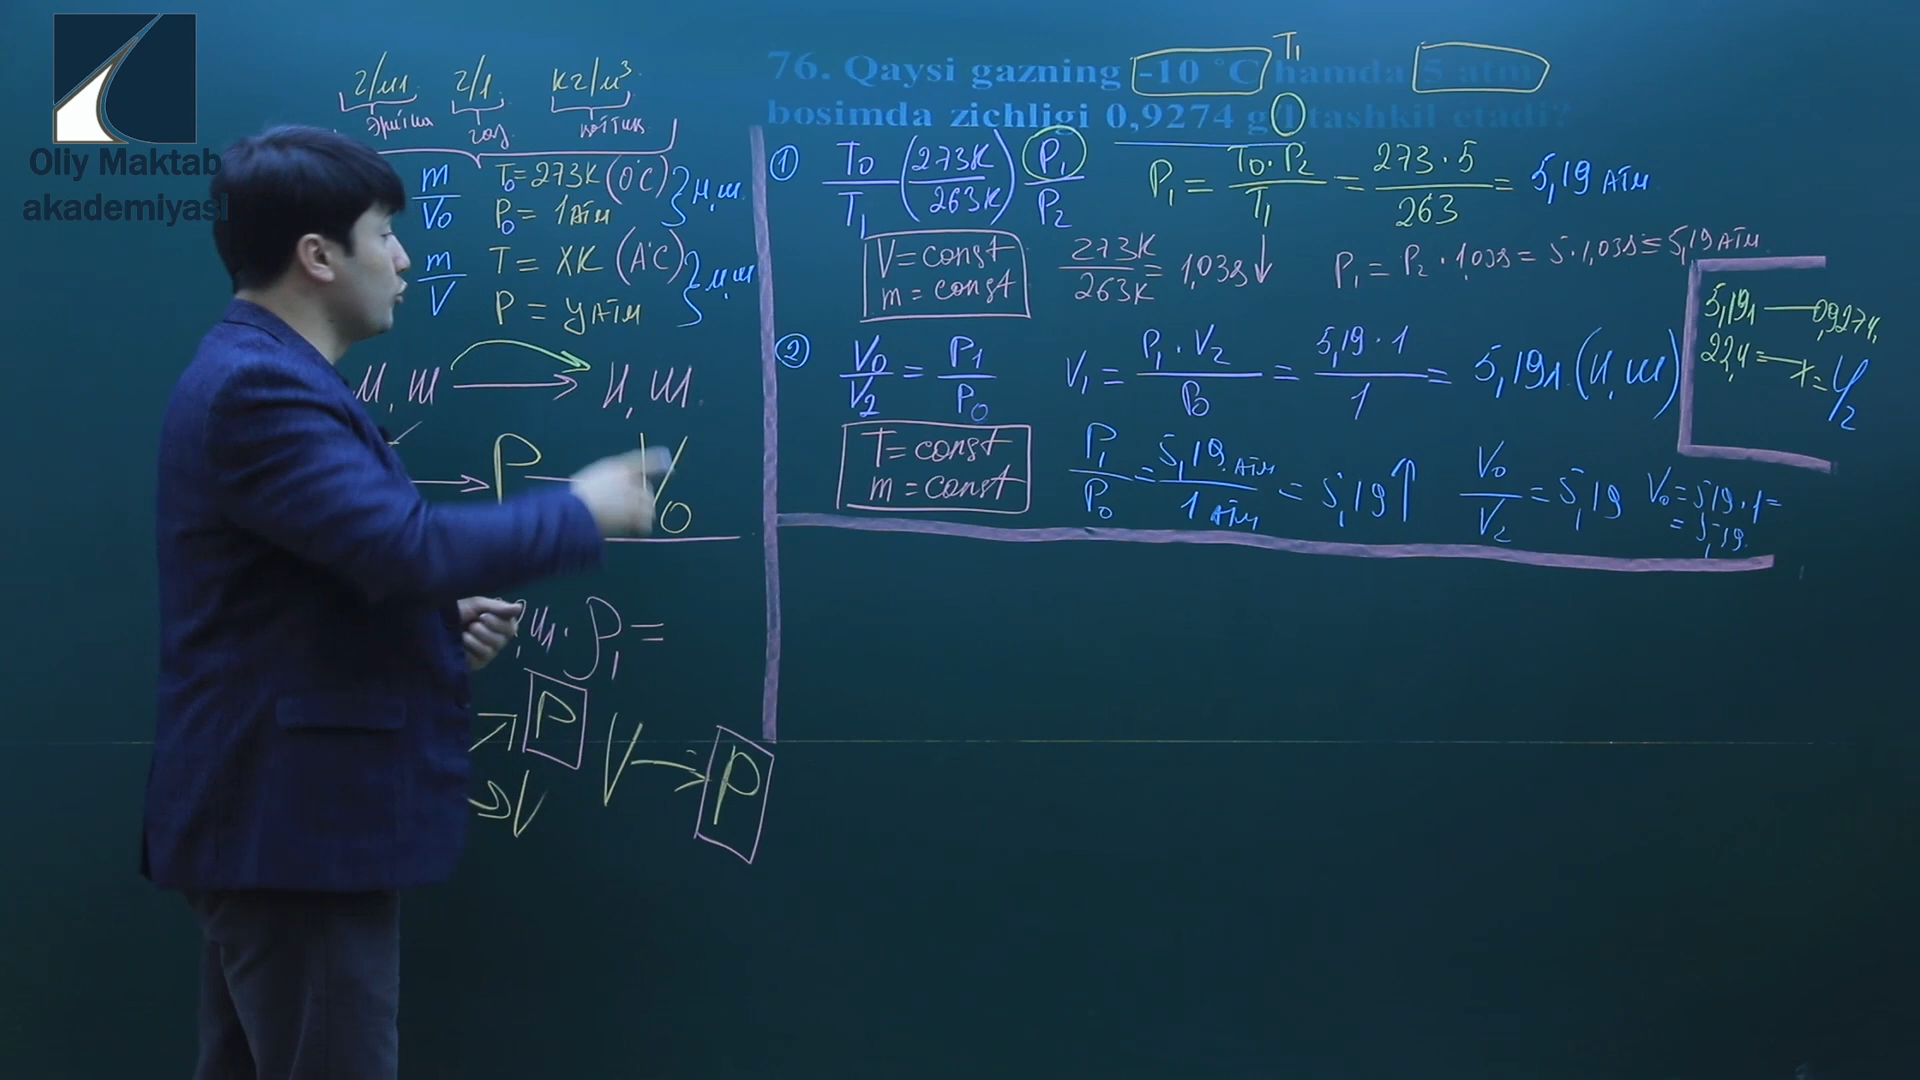 Oliy Maktab
akademiyasi
г/мл г/л кг/м³
эритма газ қаттиқ
m/V₀ T₀ = 273K (0°C)
P₀ = 1 атм } н.ш.
m/V T = XK (A°C)
P = y атм
м.ш → н.ш.
P V₀
ρ₁ =
P V → P
V
76. Qaysi gazning -10 °C hamda 5 atm
T₁
bosimda zichligi 0,9274 g/l tashkil etadi?
① T₀/T₁ (273K/263K) P₁/P₂ P₁ = T₀·P₂/T₁ = 273·5/263 = 5,19 атм
V = const
m = const
273K/263K = 1,038↓ P₁ = P₂ · 1,038 = 5·1,038 = 5,19 атм
5,19л — 0,9274
22,4 — x = 4/2
② V₀/V₂ = P₁/P₀ V₁ = P₁·V₂/P₀ = 5,19·1/1 = 5,19л (н.ш)
T = const
m = const
P₁/P₀ = 5,19 атм/1 атм = 5,19↑ V₀/V₂ = 5,19 V₀ = 5,19·1 =
= 5,19